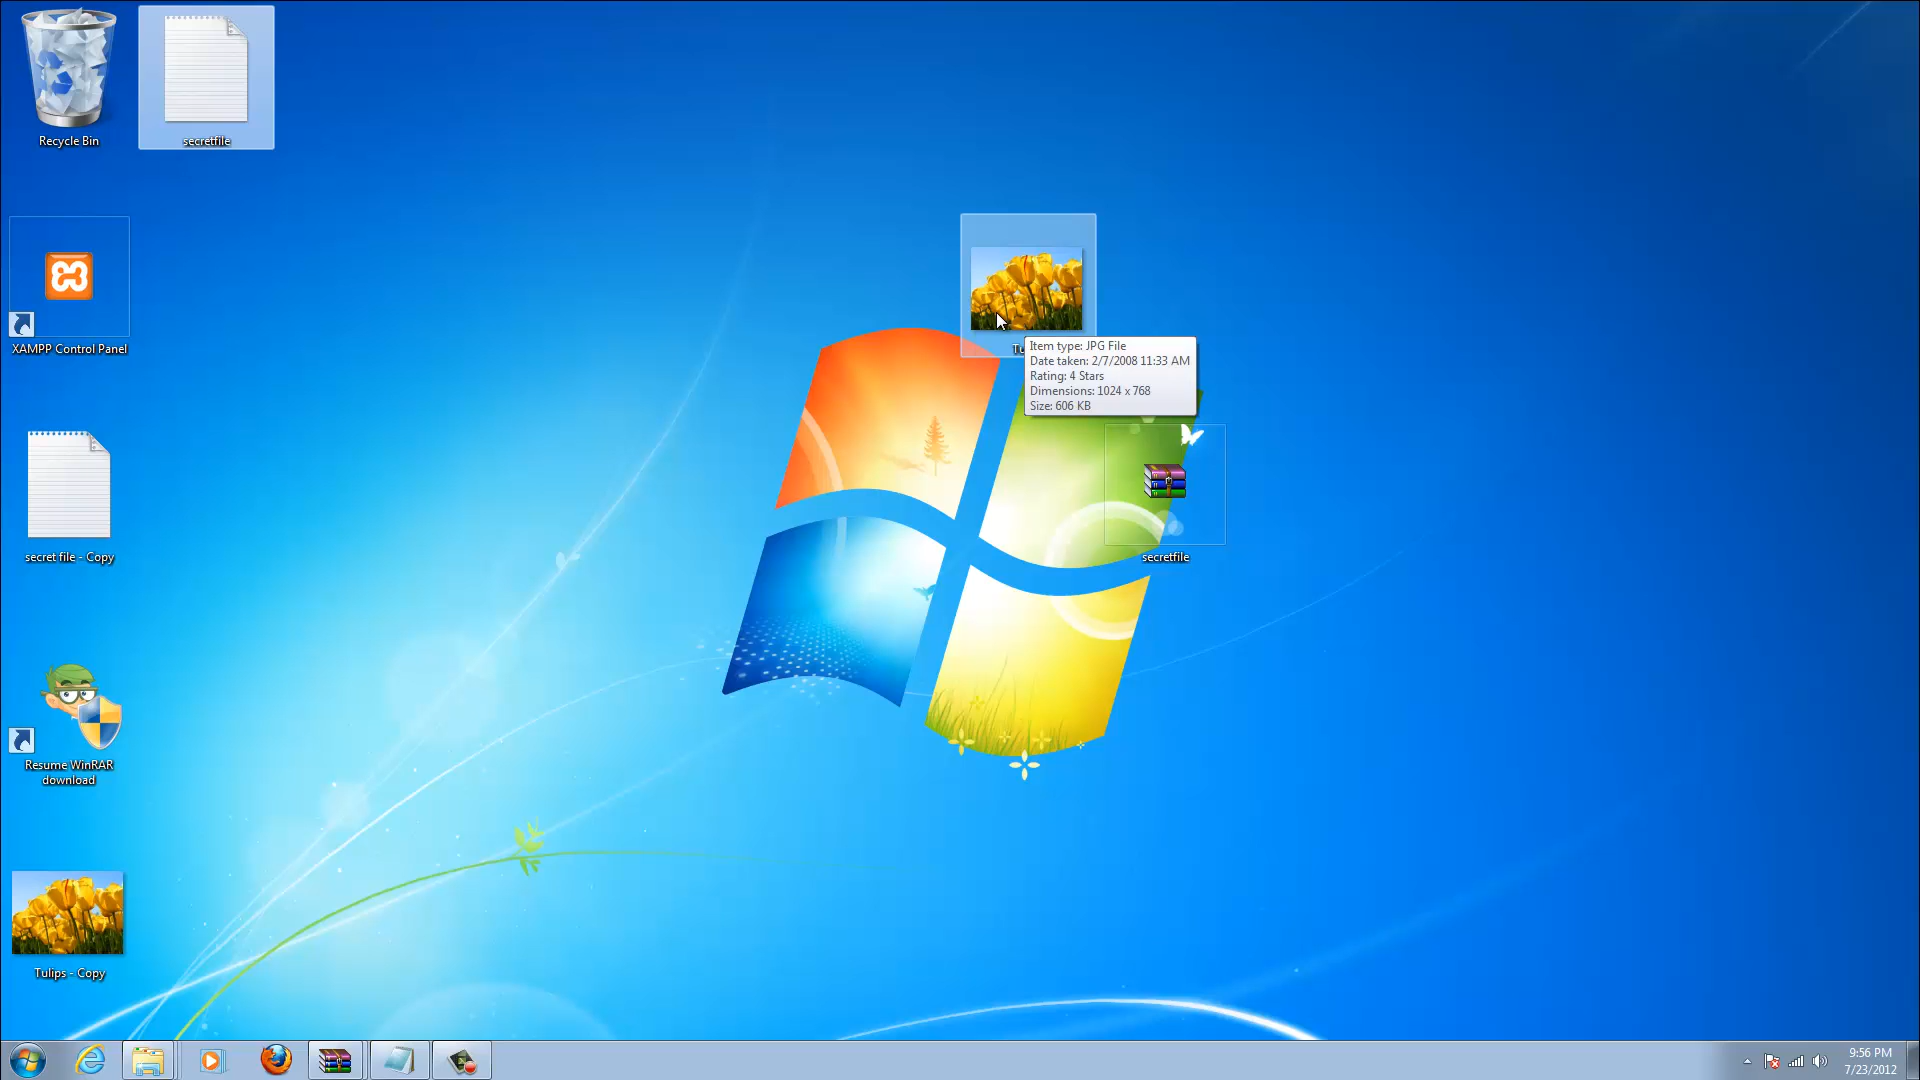 Recycle Bin
secretfile
XAMPP Control Panel
Item type: JPG File
Date taken: 2/7/2008 11:33 AM
Rating: 4 Stars
Dimensions: 1024 x 768
Size: 606 KB
secret file - Copy
secretfile
Resume WinRAR
download
Tulips - Copy
9:56 PM
7/23/2012